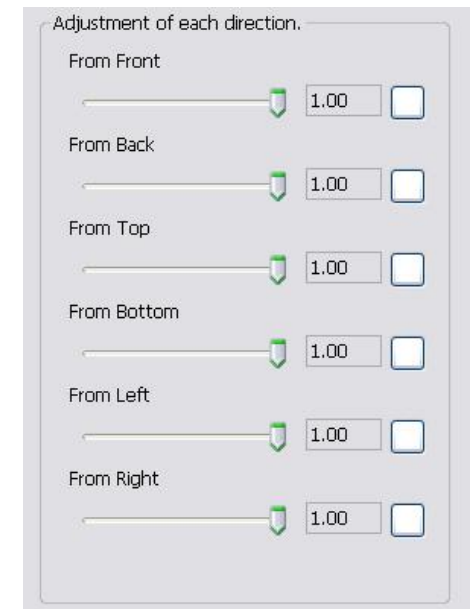 Adjustment of each direction.
From Front
1.00
From Back
1.00
From Top
1.00
From Bottom
1.00
From Left
1.00
From Right
1.00